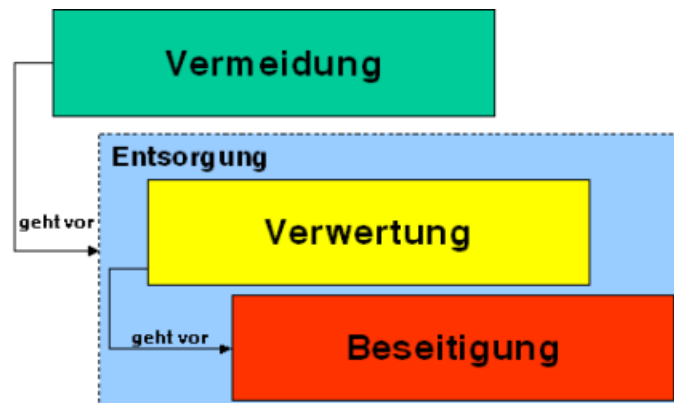 Vermeidung
Entsorgung
geht vor
Verwertung
geht vor
Beseitigung